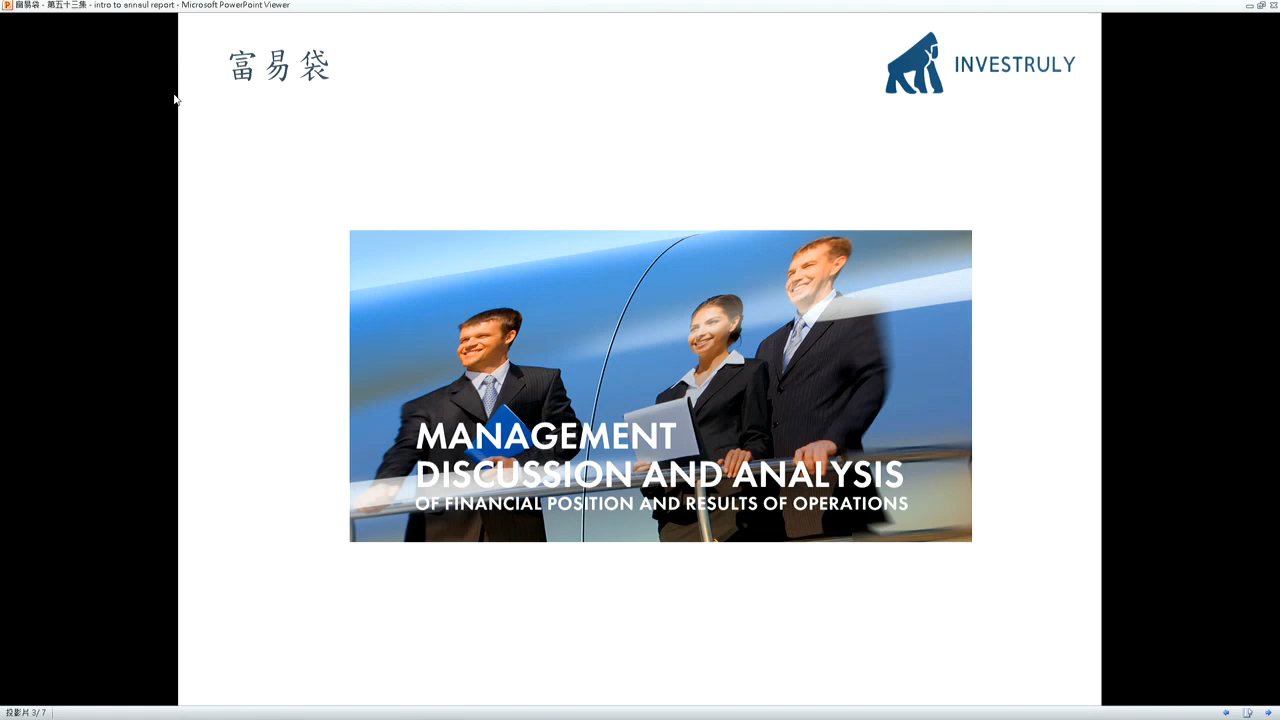 富易袋 - 第五十三集 - intro to annaul report - Microsoft PowerPoint Viewer
富易袋
INVESTRULY
MANAGEMENT
DISCUSSION AND ANALYSIS
OF FINANCIAL POSITION AND RESULTS OF OPERATIONS
投影片 3/7